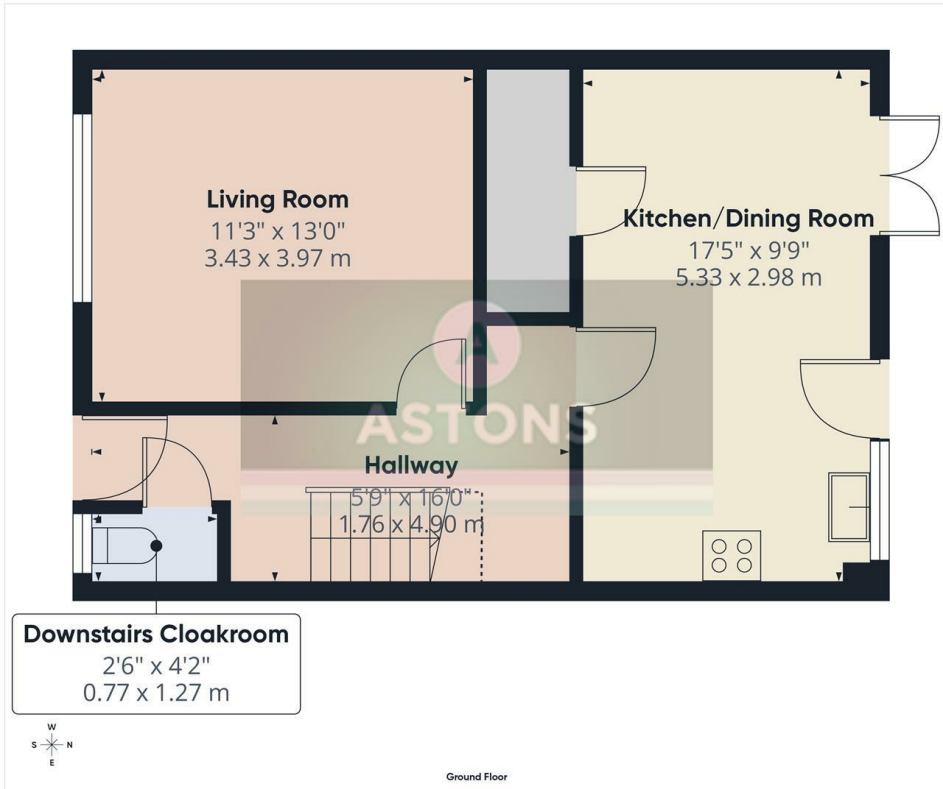 Living Room
11'3" x 13'0"
3.43 x 3.97 m
Kitchen/Dining Room
17'5" x 9'9"
5.33 x 2.98 m
A
ASTONS
Hallway
5'9" x 16'0"
1.76 x 4.90 m
Downstairs Cloakroom
2'6" x 4'2"
0.77 x 1.27 m
W
S N
E
Ground Floor